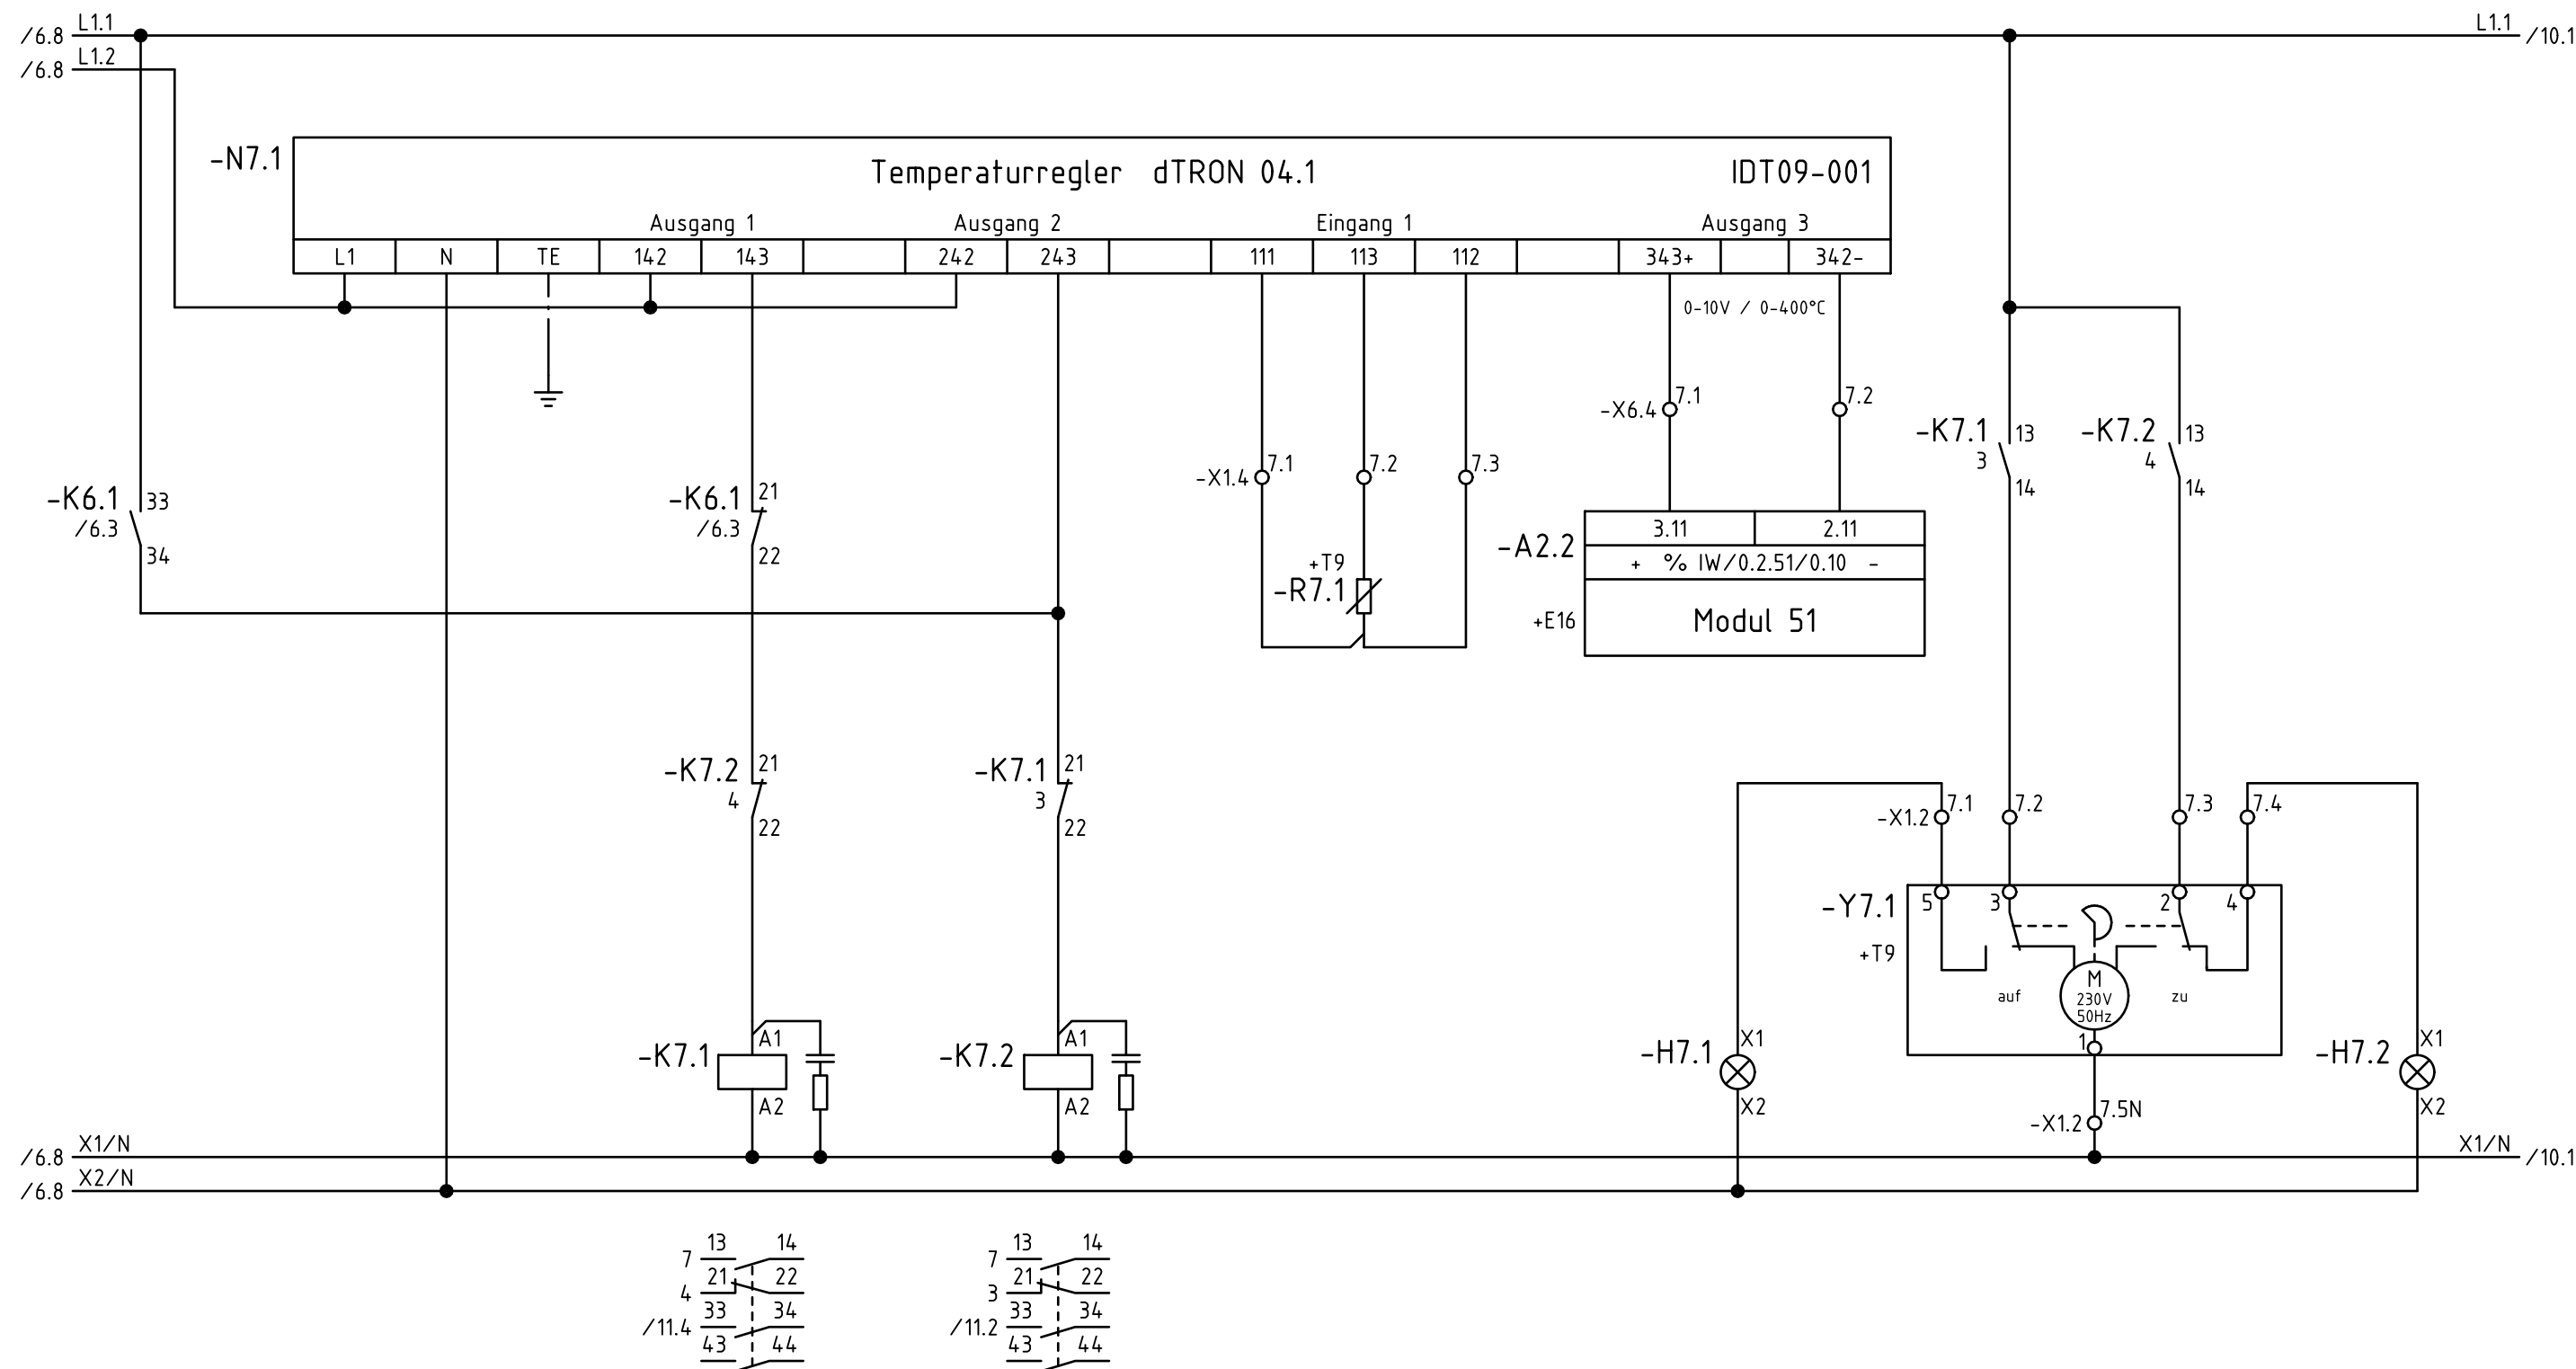 L1.1 L1.1
/6.8 /10.1
L1.2
/6.8
-N7.1 Temperaturregler dTRON 04.1 IDT09-001
Ausgang 1 Ausgang 2 Eingang 1 Ausgang 3
L1 N TE 142 143 242 243 111 113 112 343+ 342-
0-10V / 0-400°C
-X6.4 7.1 7.2
-K7.1 13 -K7.2 13
3 4
14 14
-X1.4 7.1 7.2 7.3
-K6.1 33 -K6.1 21
/6.3 /6.3
34 22
3.11 2.11
-A2.2
+ % IW/0.2.51/0.10 -
+T9
-R7.1
+E16 Modul 51
-K7.2 21 -K7.1 21
4 3
22 22
-X1.2 7.1 7.2 7.3 7.4
-Y7.1 5 3 2 4
+T9
M
230V
50Hz
auf zu
1
A1 A1 X1 X1
-K7.1 -K7.2 -H7.1 -H7.2
A2 A2 X2 X2
-X1.2 7.5N
X1/N X1/N
/6.8 /10.1
X2/N
/6.8
13 14 13 14
7 7
21 22 21 22
4 3
33 34 33 34
/11.4 /11.2
43 44 43 44